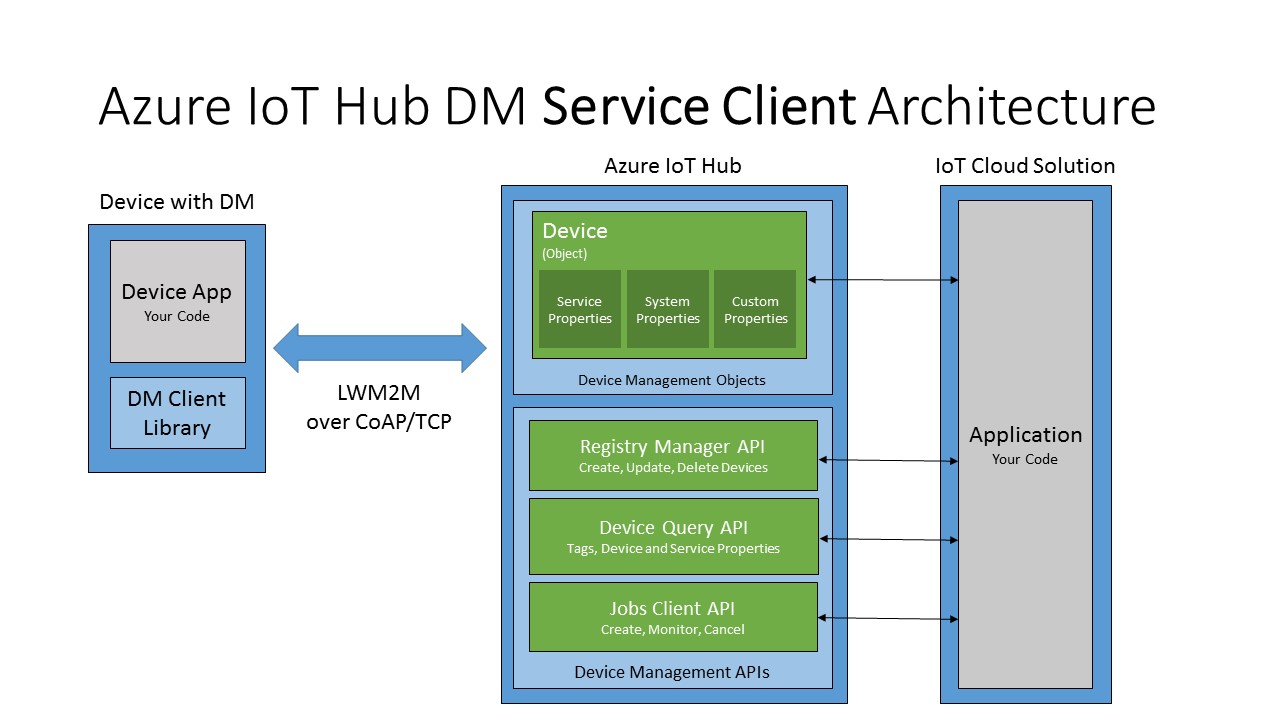 Azure IoT Hub DM Service Client Architecture
Device with DM
Device App
Your Code
DM Client
Library
LWM2M
over CoAP/TCP
Azure IoT Hub
Device
(Object)
Service
Properties
System
Properties
Custom
Properties
Device Management Objects
Registry Manager API
Create, Update, Delete Devices
Device Query API
Tags, Device and Service Properties
Jobs Client API
Create, Monitor, Cancel
Device Management APIs
IoT Cloud Solution
Application
Your Code